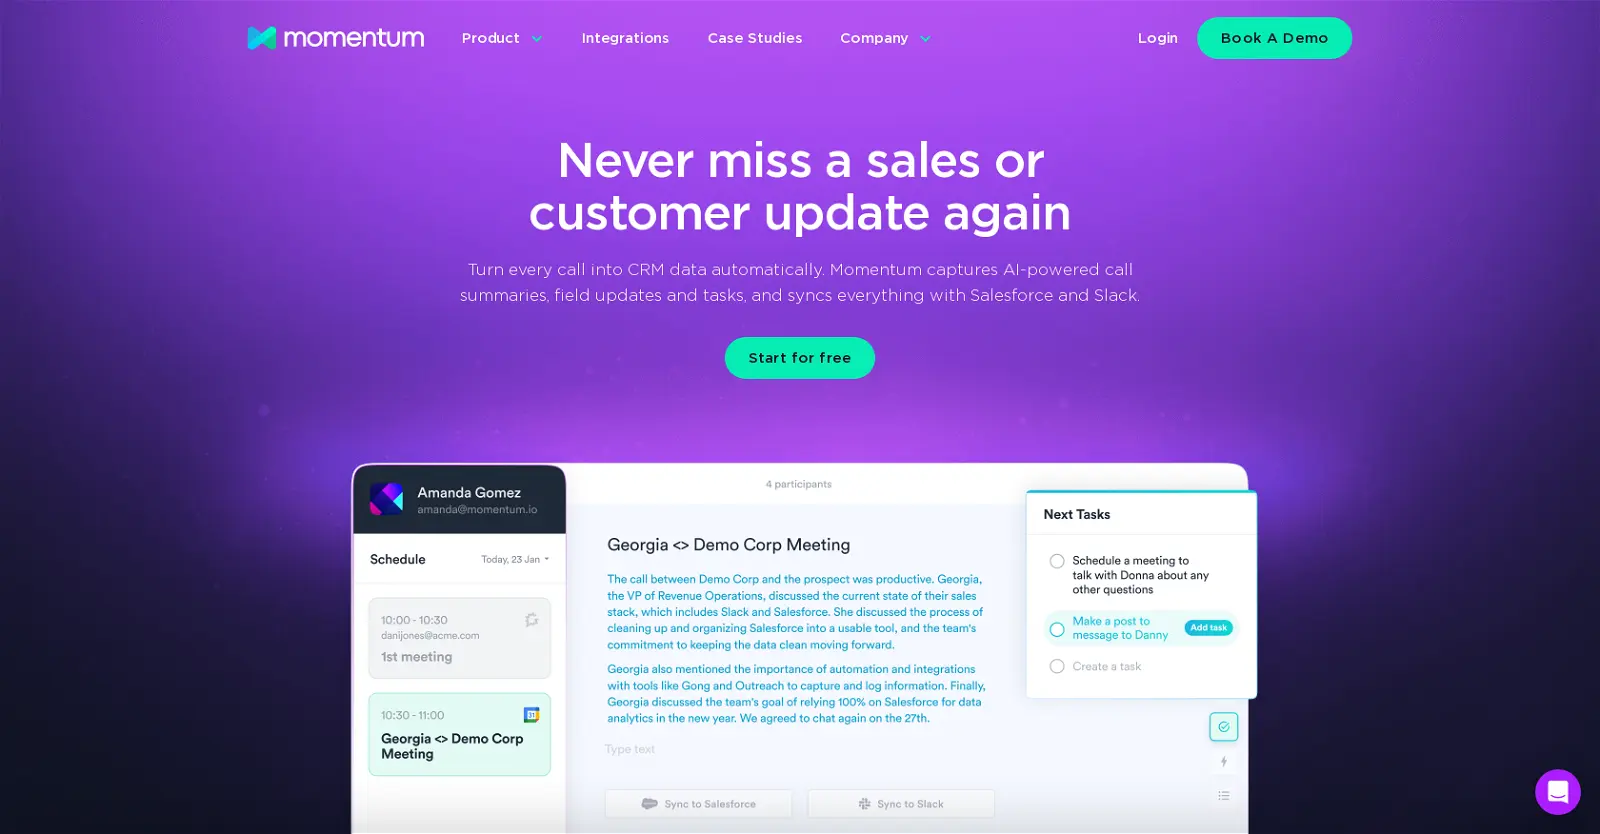 momentum
Product
Integrations
Case Studies
Company
Login
Book A Demo
Never miss a sales or
customer update again
Turn every call into CRM data automatically. Momentum captures AI-powered call
summaries, field updates and tasks, and syncs everything with Salesforce and Slack.
Start for free
Amanda Gomez
amanda@momentum.io
Schedule
Today, 23 Jan
10:00 - 10:30
danijones@acme.com
1st meeting
10:30 - 11:00
31
Georgia <> Demo Corp
Meeting
4 participants
Georgia <> Demo Corp Meeting
The call between Demo Corp and the prospect was productive. Georgia,
the VP of Revenue Operations, discussed the current state of their sales
stack, which includes Slack and Salesforce. She discussed the process of
cleaning up and organizing Salesforce into a usable tool, and the team's
commitment to keeping the data clean moving forward.
Georgia also mentioned the importance of automation and integrations
with tools like Gong and Outreach to capture and log information. Finally,
Georgia discussed the team's goal of relying 100% on Salesforce for data
analytics in the new year. We agreed to chat again on the 27th.
Type text
Sync to Salesforce
Sync to Slack
Next Tasks
Schedule a meeting to
talk with Donna about any
other questions
Make a post to
message to Danny
Add task
Create a task